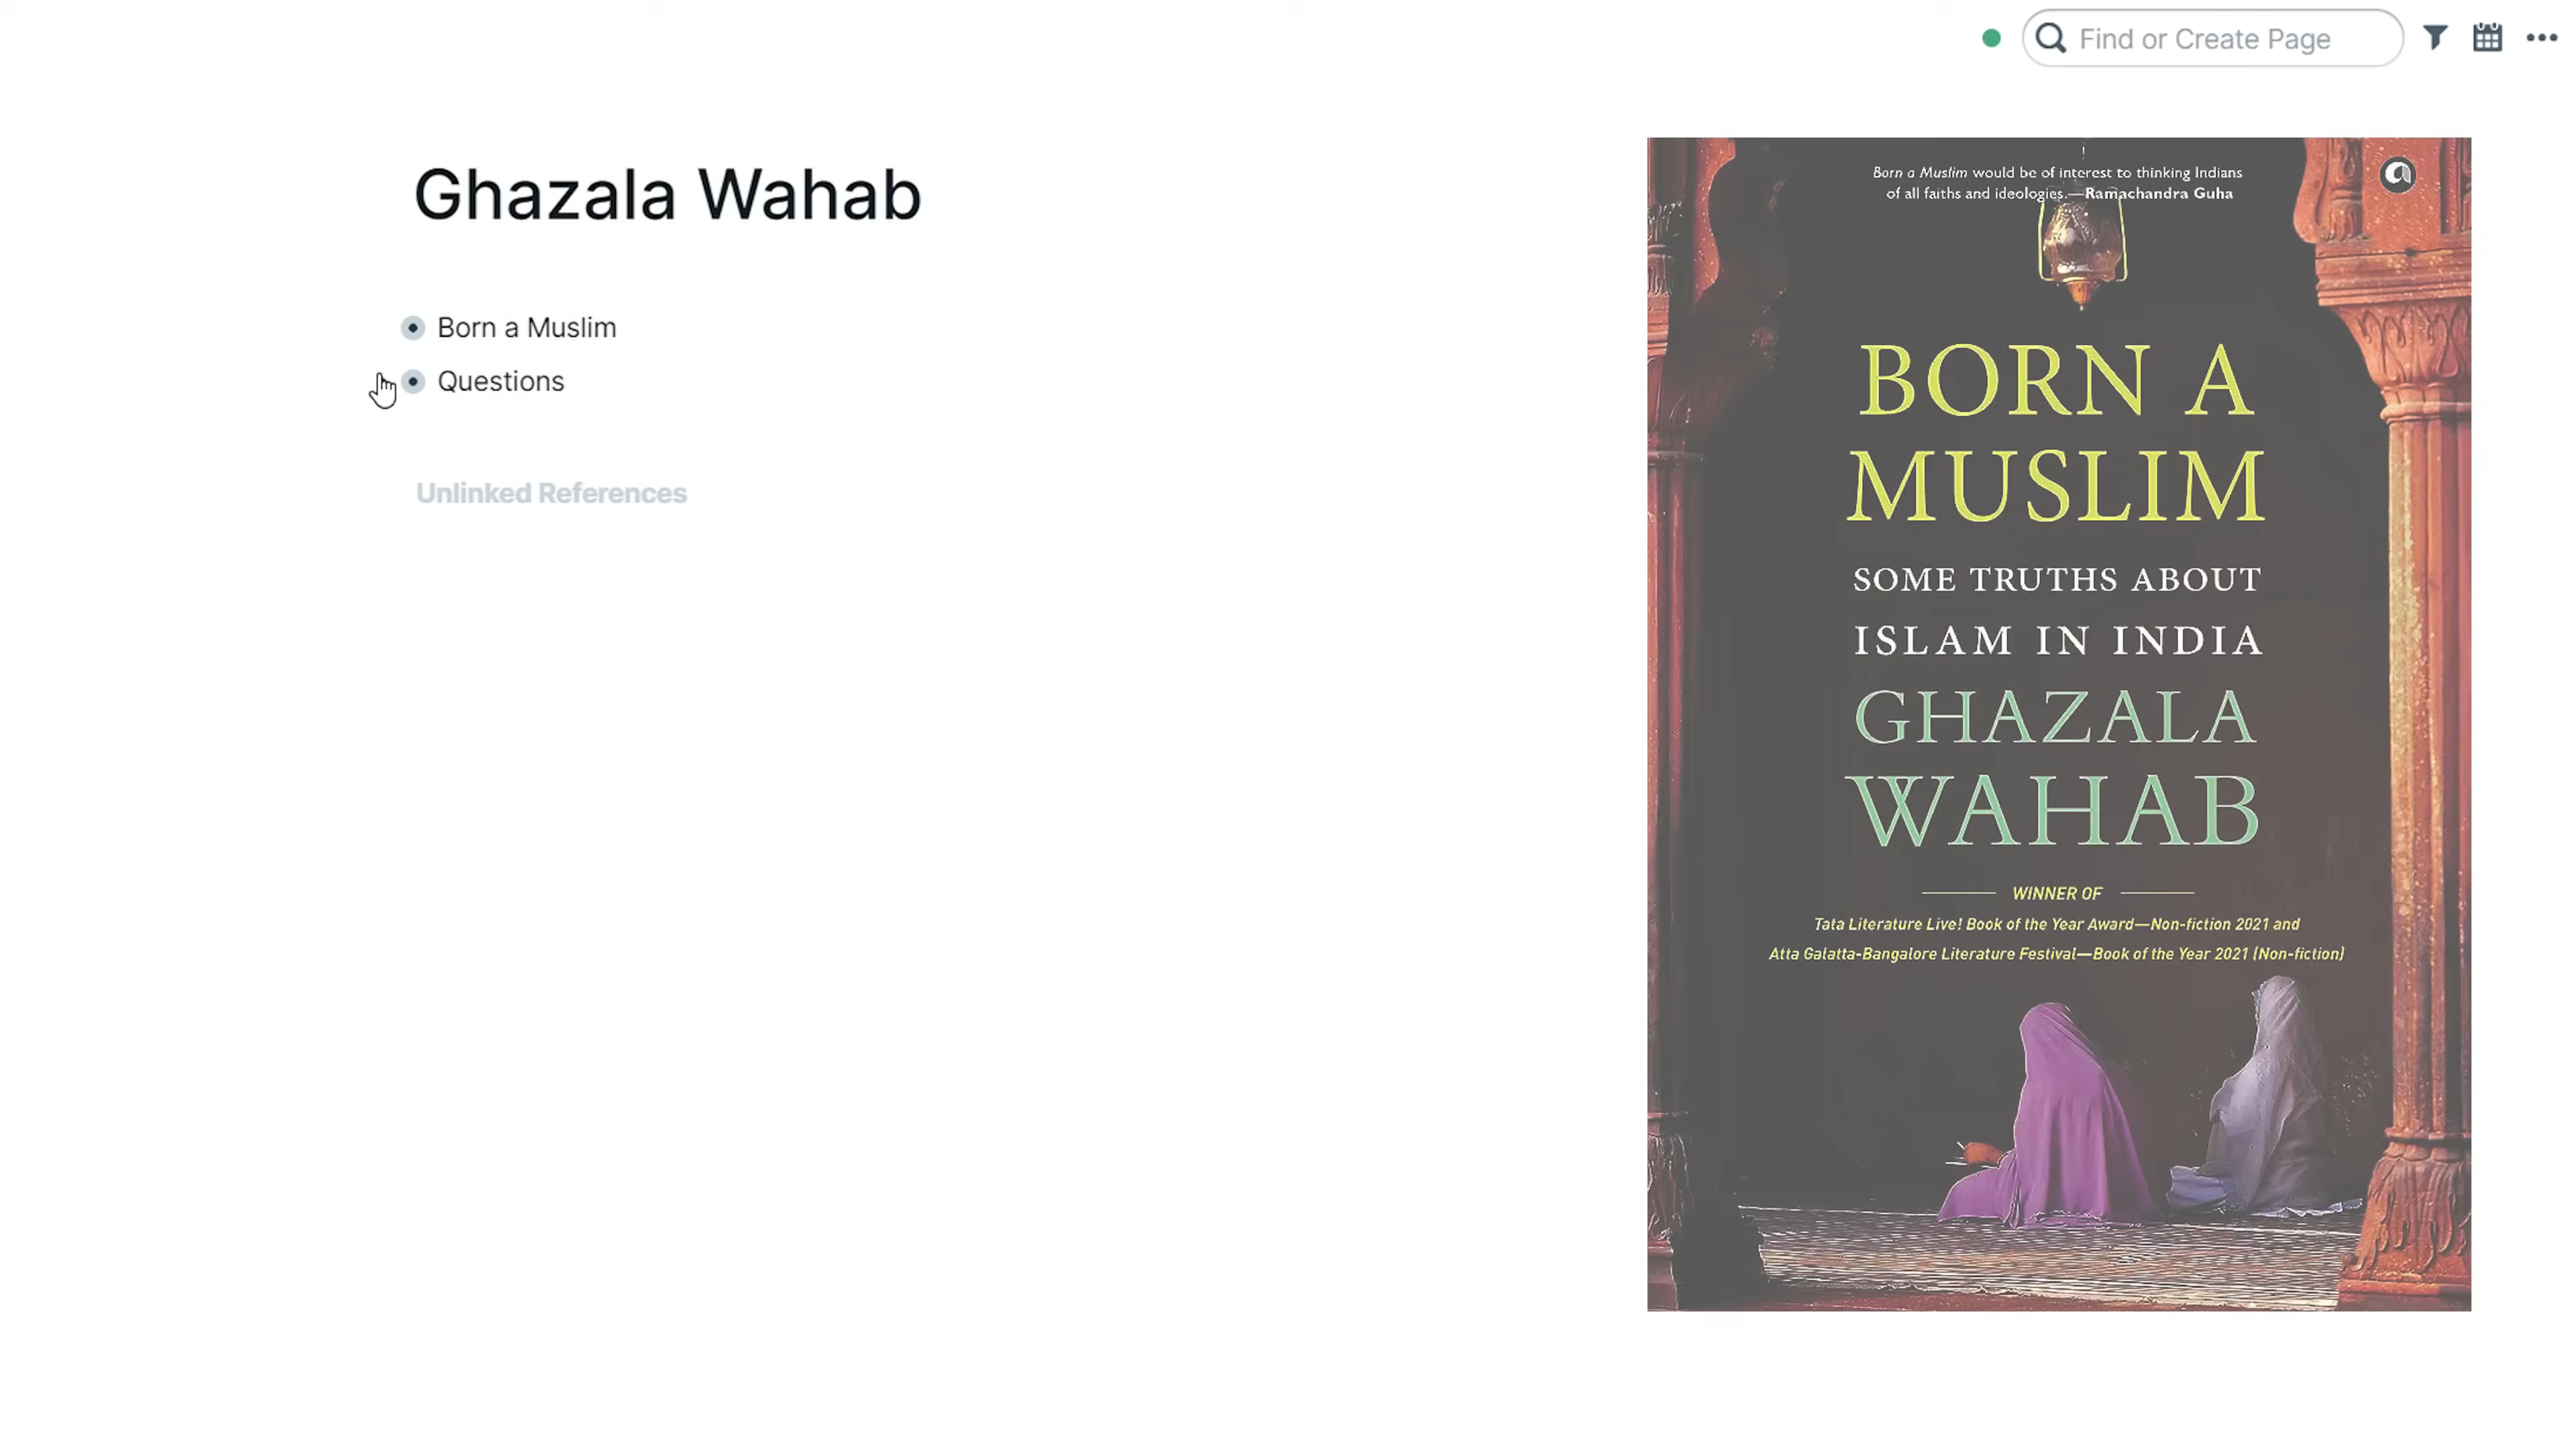 Find or Create Page
Ghazala Wahab
Born a Muslim
Questions
Unlinked References
Born a Muslim would be of interest to thinking Indians
of all faiths and ideologies.—Ramachandra Guha
BORN A
MUSLIM
SOME TRUTHS ABOUT
ISLAM IN INDIA
GHAZALA
WAHAB
WINNER OF
Tata Literature Live! Book of the Year Award—Non-fiction 2021 and
Atta Galatta-Bangalore Literature Festival—Book of the Year 2021 (Non-fiction)